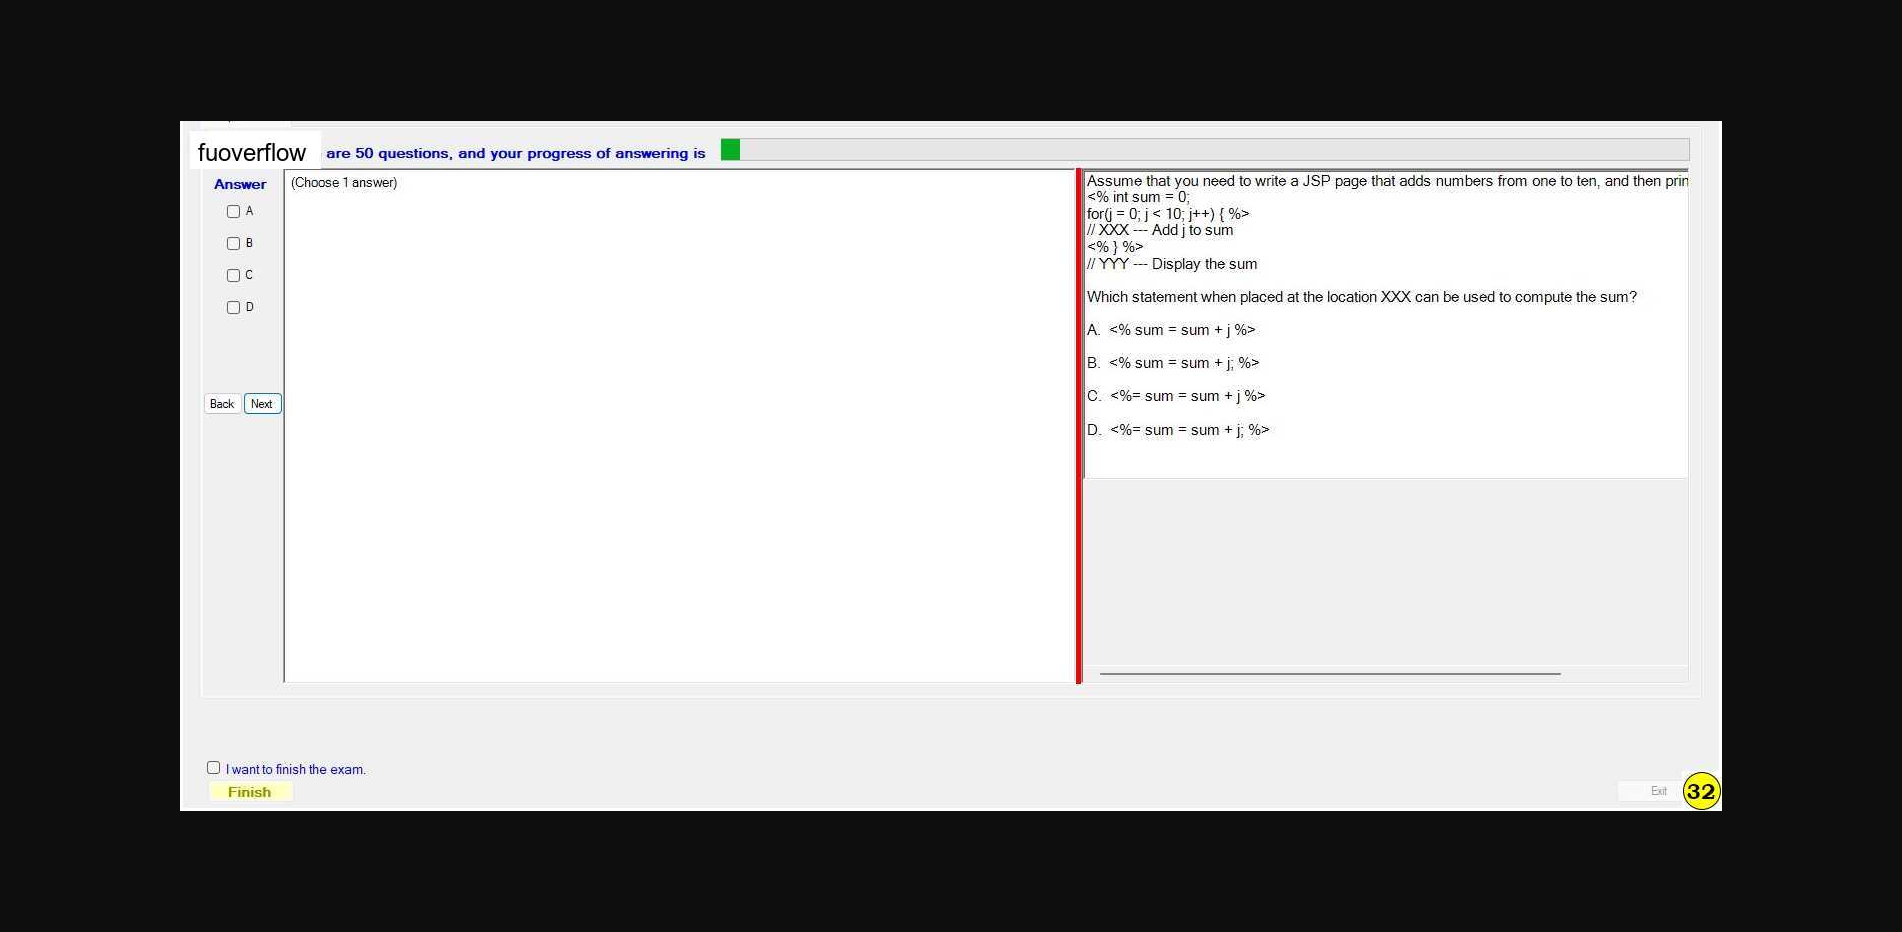 fuoverflow are 50 questions, and your progress of answering is
Answer
A
B
C
D
Back Next
(Choose 1 answer)
Assume that you need to write a JSP page that adds numbers from one to ten, and then prin
<% int sum = 0;
for(j = 0; j < 10; j++) { %>
// XXX --- Add j to sum
<% } %>
// YYY --- Display the sum
Which statement when placed at the location XXX can be used to compute the sum?
A. <% sum = sum + j %>
B. <% sum = sum + j; %>
C. <%= sum = sum + j %>
D. <%= sum = sum + j; %>
I want to finish the exam.
Finish
Exit
32